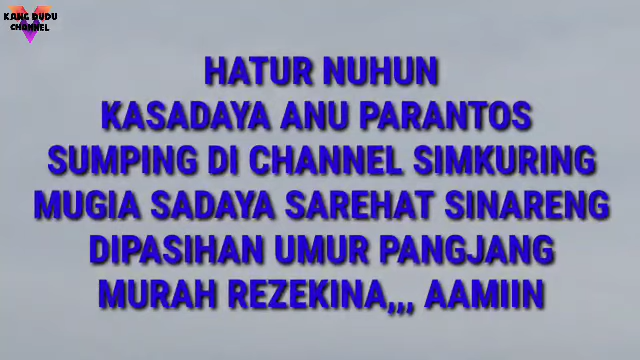 KANG DUDU
CHANNEL
HATUR NUHUN
KASADAYA ANU PARANTOS
SUMPING DI CHANNEL SIMKURING
MUGIA SADAYA SAREHAT SINARENG
DIPASIHAN UMUR PANGJANG
MURAH REZEKINA,,, AAMIIN